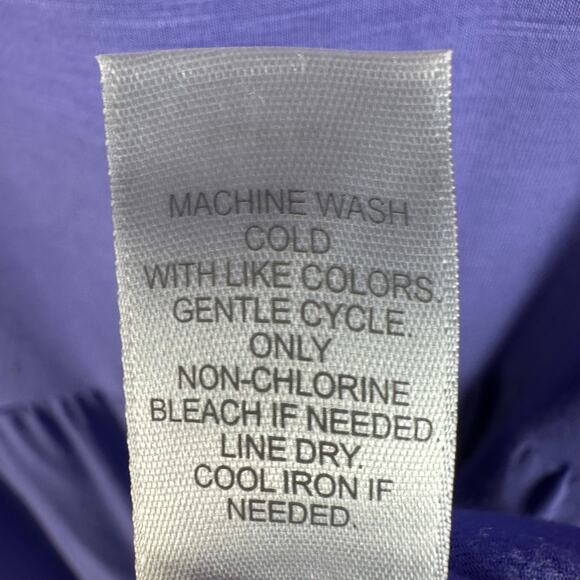 MACHINE WASH
COLD
WITH LIKE COLORS.
GENTLE CYCLE.
ONLY
NON-CHLORINE
BLEACH IF NEEDED.
LINE DRY.
COOL IRON IF
NEEDED.